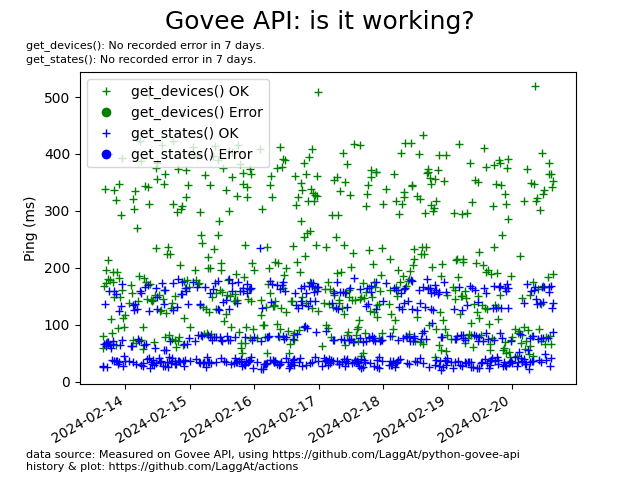 Govee API: is it working?
get_devices(): No recorded error in 7 days.
get_states(): No recorded error in 7 days.
get_devices() OK
get_devices() Error
get_states() OK
get_states() Error
Ping (ms)
500
400
300
200
100
0
2024-02-14
2024-02-15
2024-02-16
2024-02-17
2024-02-18
2024-02-19
2024-02-20
data source: Measured on Govee API, using https://github.com/LaggAt/python-govee-api
history & plot: https://github.com/LaggAt/actions